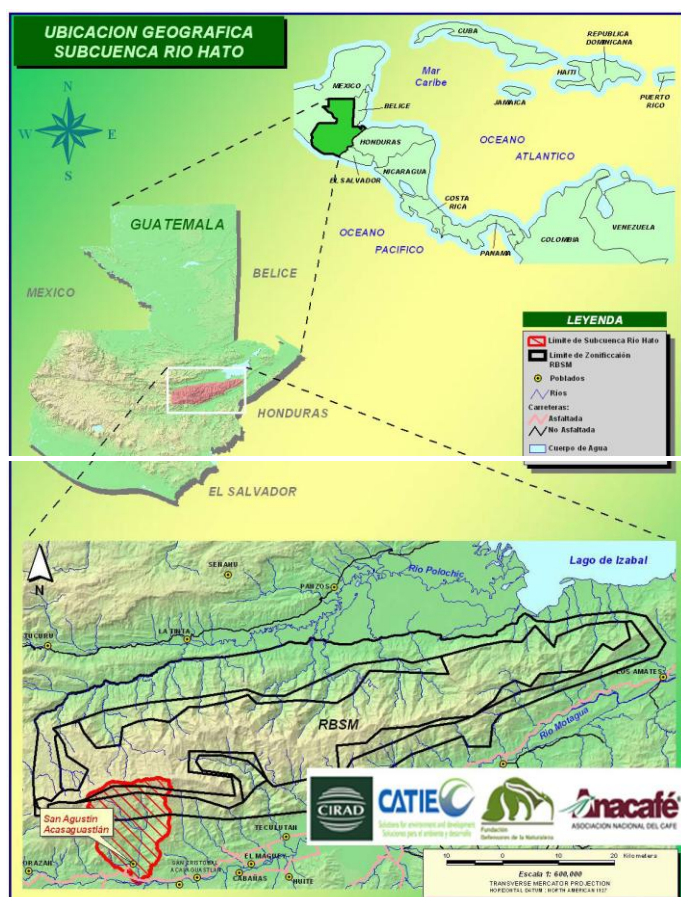 UBICACION GEOGRAFICA
SUBCUENCA RIO HATO
N
W E
S
CUBA
REPUBLICA
DOMINICANA
HAITI
PUERTO
RICO
JAMAICA
Mar
Caribe
MEXICO
BELICE
HONDURAS
NICARAGUA
EL SALVADOR
COSTA
RICA
PANAMA
COLOMBIA
VENEZUELA
OCEANO
ATLANTICO
OCEANO
PACIFICO
GUATEMALA
MEXICO
BELICE
HONDURAS
EL SALVADOR
LEYENDA
Limite de Subcuenca Rio Hato
Limite de Zonificcaión
RBSM
Poblados
Rios
Carreteras:
Asfaltada
No Asfaltada
Cuerpo de Agua
N
SENAHU
PANZOS
Rio Polochic
Lago de Izabal
TUCURU
LA TINTA
LOS AMATES
RBSM
Rio Motagua
San Agustin
Acasaguastlán
SAN CRISTOBAL
ACASAGUASTLAN
TECULUTAN
EL MAGUEY
CABAÑAS
HUITE
CIRAD
CATIE
Solutions for environment and development
Soluciones para el ambiente y desarrollo
Fundación
Defensores de la Naturaleza
Anacafé
ASOCIACION NACIONAL DEL CAFE
10 0 10 20 Kilometers
Escala 1: 600,000
TRANSVERSE MERCATOR PROJECTION
HORIZONTAL DATUM : NORTH AMERICAN 1927